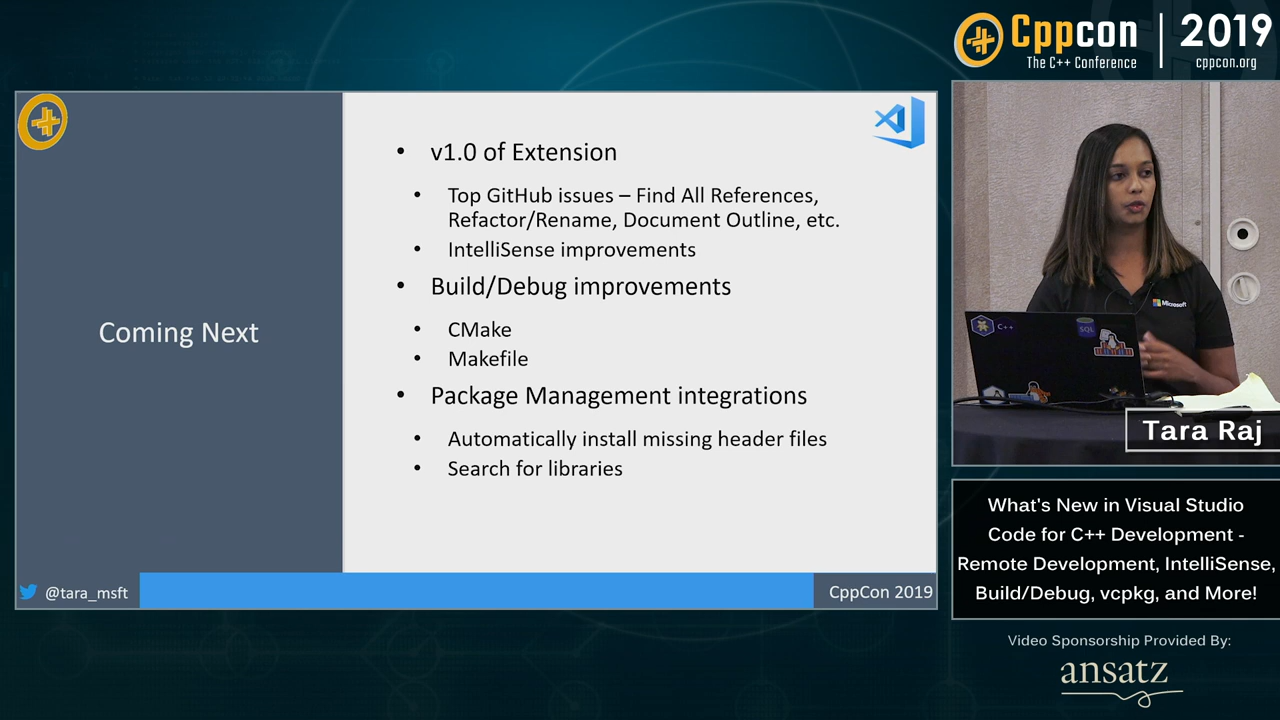 Cppcon
The C++ Conference
2019
cppcon.org
Coming Next
• v1.0 of Extension
• Top GitHub issues – Find All References,
Refactor/Rename, Document Outline, etc.
• IntelliSense improvements
• Build/Debug improvements
• CMake
• Makefile
• Package Management integrations
• Automatically install missing header files
• Search for libraries
@tara_msft
CppCon 2019
Microsoft
C++
SQL
Tara Raj
What's New in Visual Studio
Code for C++ Development -
Remote Development, IntelliSense,
Build/Debug, vcpkg, and More!
Video Sponsorship Provided By:
ansatz